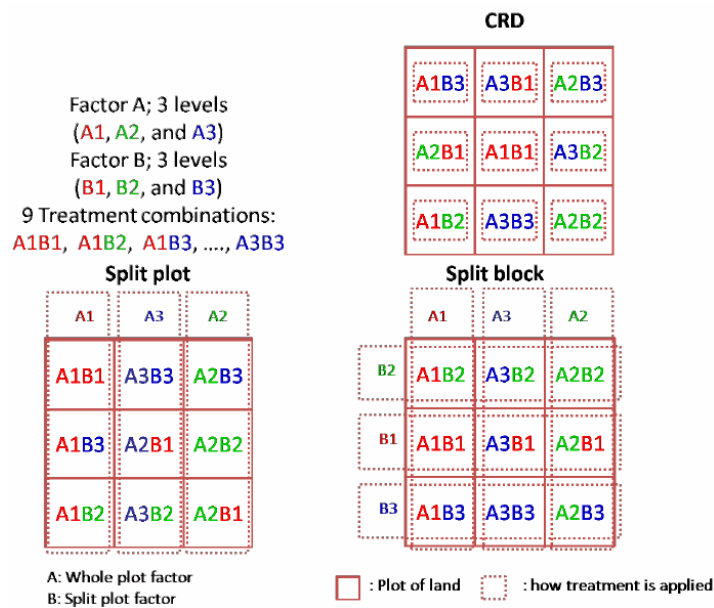 CRD
Factor A; 3 levels
(A1, A2, and A3)
Factor B; 3 levels
(B1, B2, and B3)
9 Treatment combinations:
A1B1, A1B2, A1B3, ...., A3B3
A1B3 A3B1 A2B3
A2B1 A1B1 A3B2
A1B2 A3B3 A2B2
Split plot
A1 A3 A2
A1B1 A3B3 A2B3
A1B3 A2B1 A2B2
A1B2 A3B2 A2B1
A: Whole plot factor
B: Split plot factor
Split block
A1 A3 A2
B2 A1B2 A3B2 A2B2
B1 A1B1 A3B1 A2B1
B3 A1B3 A3B3 A2B3
: Plot of land : how treatment is applied